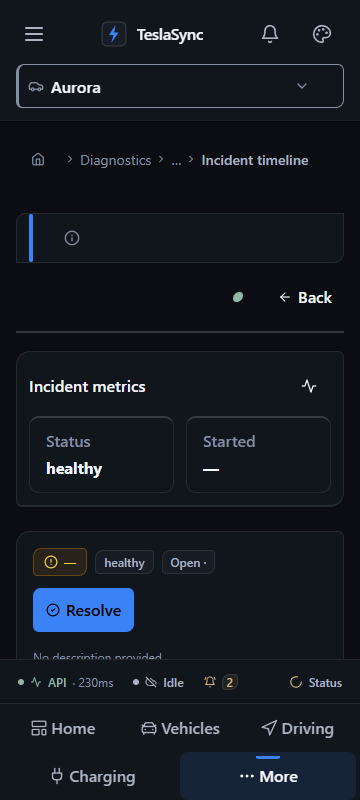 TeslaSync
Aurora
Diagnostics ... Incident timeline
Back
Incident metrics
Status
healthy
Started
—
— healthy Open ·
Resolve
No description provided
API · 230ms Idle 2 Status
Home Vehicles Driving
Charging More